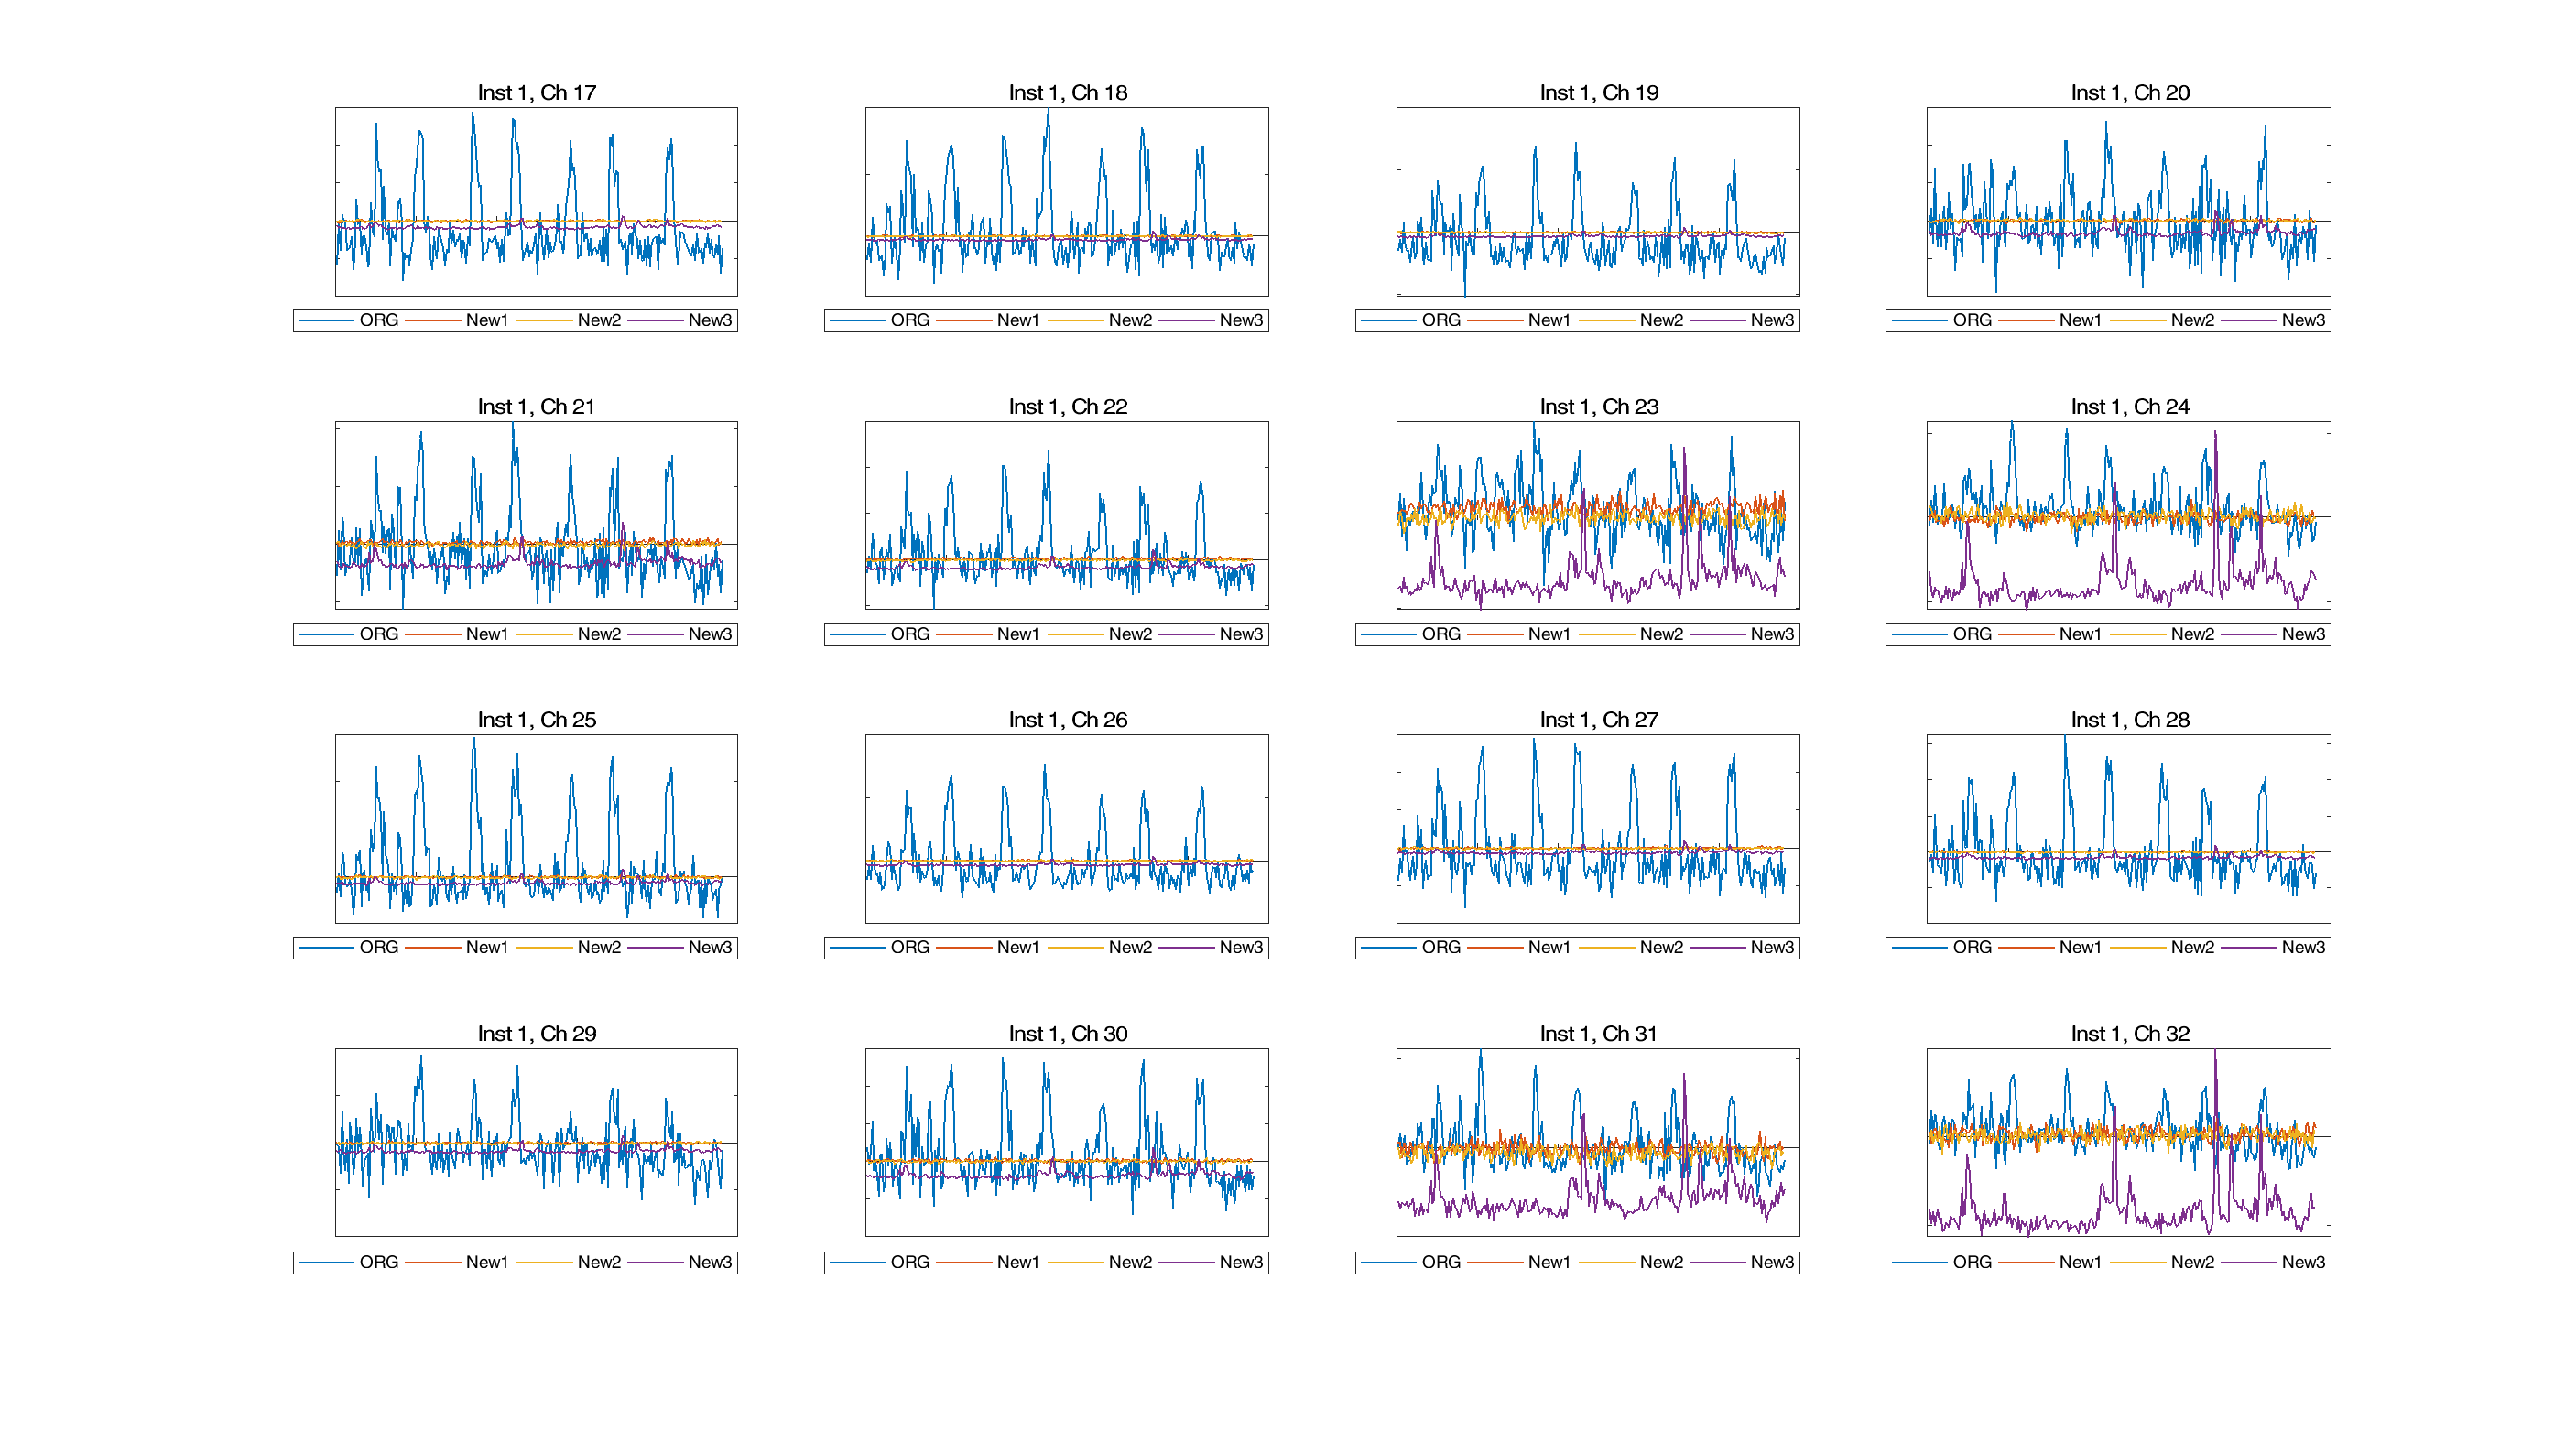 Inst 1, Ch 17
ORG New1 New2 New3
Inst 1, Ch 18
ORG New1 New2 New3
Inst 1, Ch 19
ORG New1 New2 New3
Inst 1, Ch 20
ORG New1 New2 New3
Inst 1, Ch 21
ORG New1 New2 New3
Inst 1, Ch 22
ORG New1 New2 New3
Inst 1, Ch 23
ORG New1 New2 New3
Inst 1, Ch 24
ORG New1 New2 New3
Inst 1, Ch 25
ORG New1 New2 New3
Inst 1, Ch 26
ORG New1 New2 New3
Inst 1, Ch 27
ORG New1 New2 New3
Inst 1, Ch 28
ORG New1 New2 New3
Inst 1, Ch 29
ORG New1 New2 New3
Inst 1, Ch 30
ORG New1 New2 New3
Inst 1, Ch 31
ORG New1 New2 New3
Inst 1, Ch 32
ORG New1 New2 New3